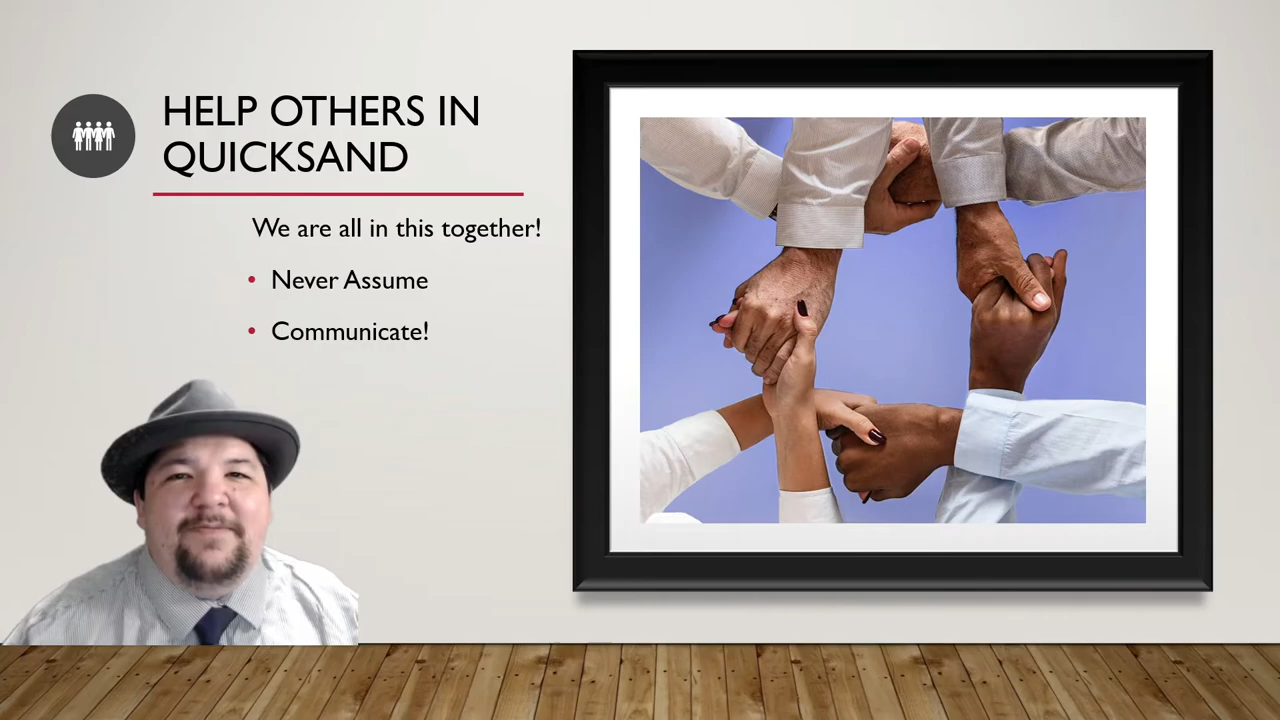 HELP OTHERS IN
QUICKSAND
We are all in this together!
• Never Assume
• Communicate!